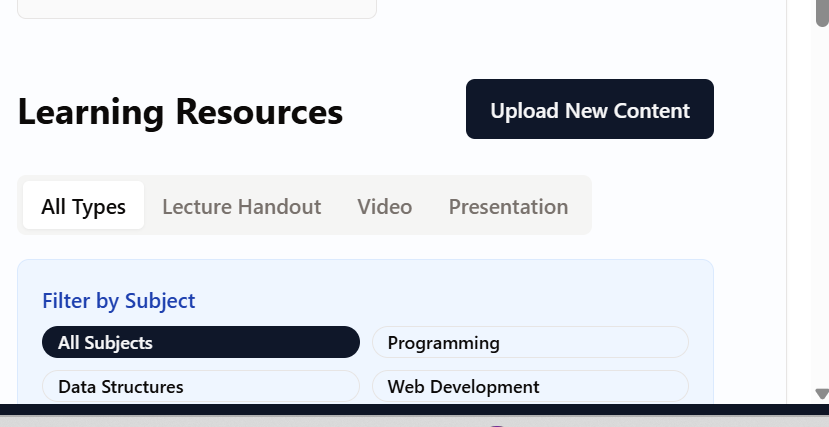 Learning Resources
Upload New Content
All Types
Lecture Handout
Video
Presentation
Filter by Subject
All Subjects
Programming
Data Structures
Web Development